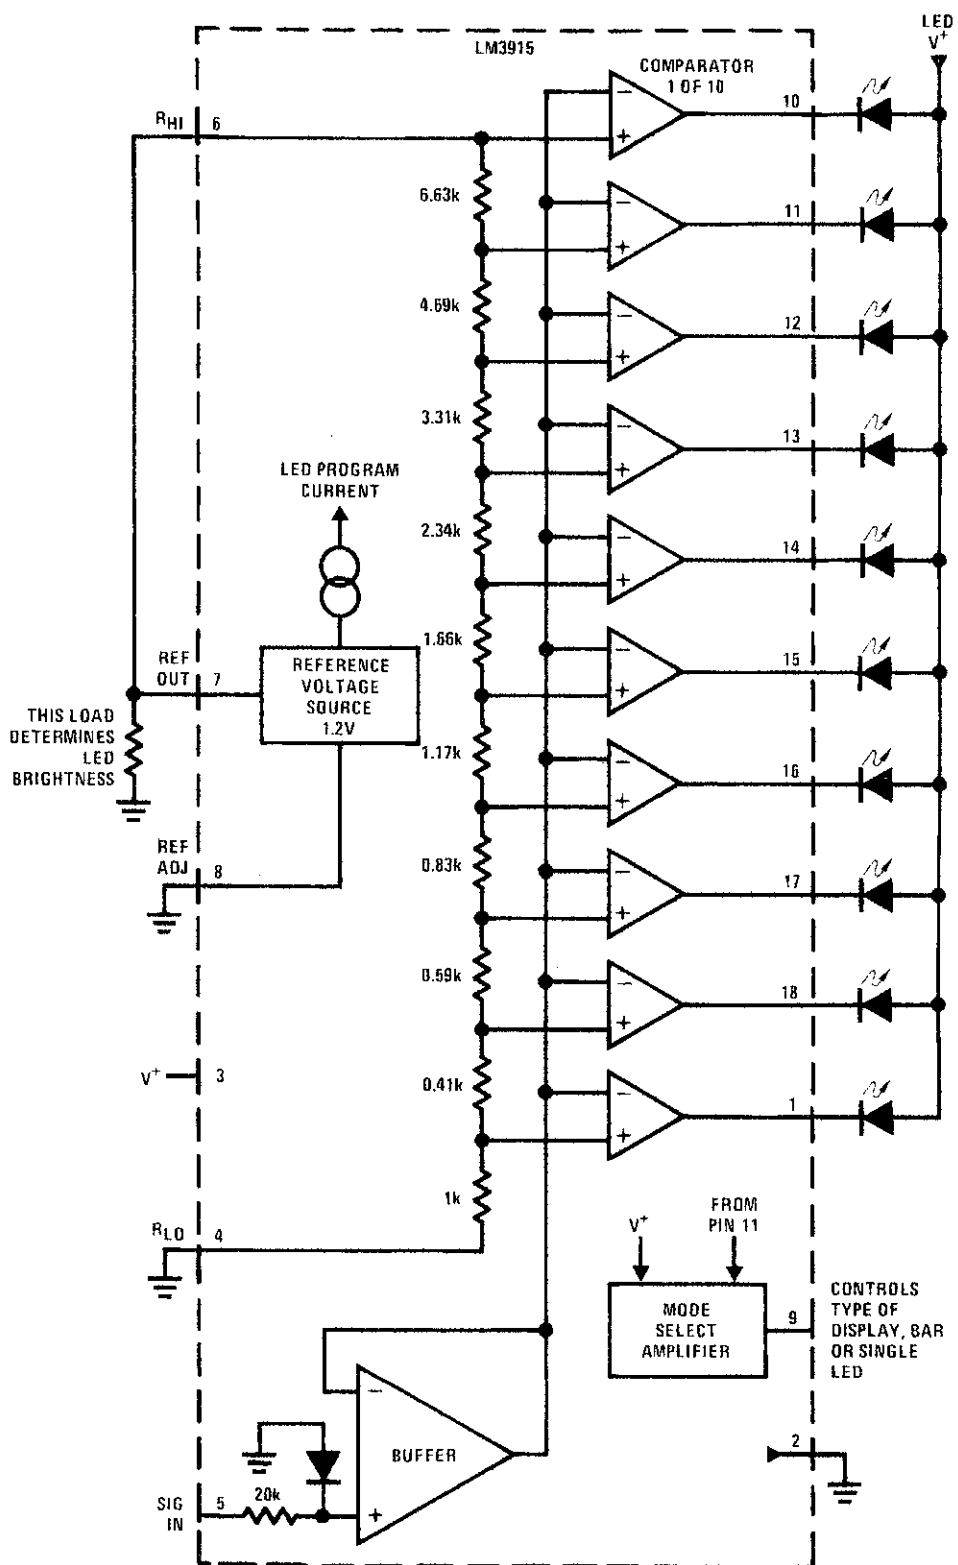 LED
V+
LM3915
COMPARATOR
1 OF 10
10
RHI
6
6.63k
11
4.69k
12
3.31k
13
LED PROGRAM
CURRENT
2.34k
14
1.66k
15
REF
OUT
7
REFERENCE
VOLTAGE
SOURCE
1.2V
THIS LOAD
DETERMINES
LED
BRIGHTNESS
1.17k
16
REF
ADJ
8
0.83k
17
0.59k
18
V+
3
0.41k
1
1k
RLO
4
V+
FROM
PIN 11
MODE
SELECT
AMPLIFIER
9
CONTROLS
TYPE OF
DISPLAY, BAR
OR SINGLE
LED
BUFFER
2
SIG
IN
5
20k